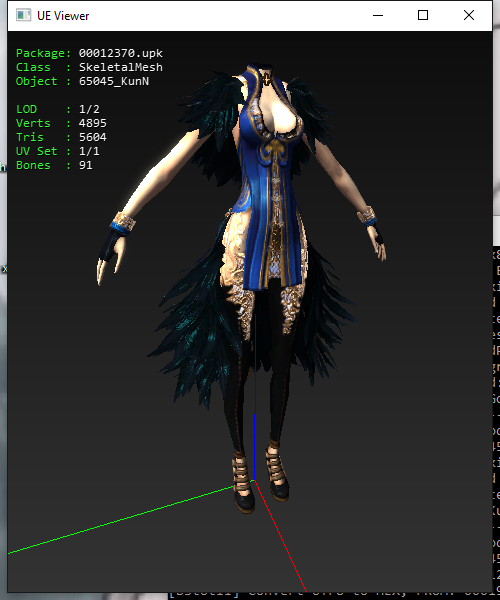 UE Viewer
Package: 00012370.upk
Class : SkeletalMesh
Object : 65045_KunN
LOD : 1/2
Verts : 4895
Tris : 5604
UV Set : 1/1
Bones : 91